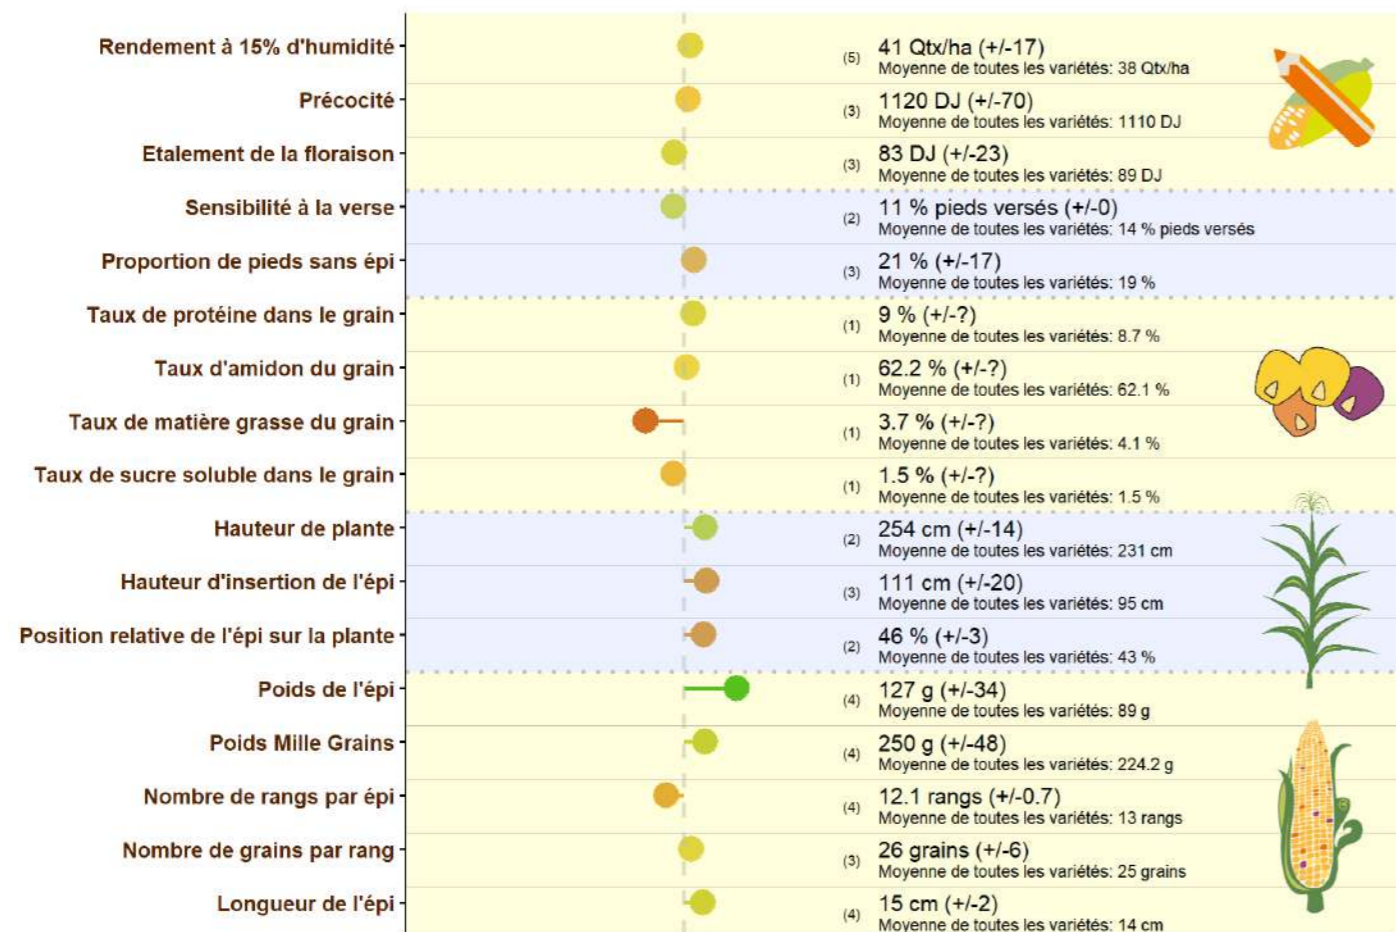 Rendement à 15% d'humidité
(5)
41 Qtx/ha (+/-17)
Moyenne de toutes les variétés: 38 Qtx/ha
Précocité
(3)
1120 DJ (+/-70)
Moyenne de toutes les variétés: 1110 DJ
Etalement de la floraison
(3)
83 DJ (+/-23)
Moyenne de toutes les variétés: 89 DJ
Sensibilité à la verse
(2)
11 % pieds versés (+/-0)
Moyenne de toutes les variétés: 14 % pieds versés
Proportion de pieds sans épi
(3)
21 % (+/-17)
Moyenne de toutes les variétés: 19 %
Taux de protéine dans le grain
(1)
9 % (+/-?)
Moyenne de toutes les variétés: 8.7 %
Taux d'amidon du grain
(1)
62.2 % (+/-?)
Moyenne de toutes les variétés: 62.1 %
Taux de matière grasse du grain
(1)
3.7 % (+/-?)
Moyenne de toutes les variétés: 4.1 %
Taux de sucre soluble dans le grain
(1)
1.5 % (+/-?)
Moyenne de toutes les variétés: 1.5 %
Hauteur de plante
(2)
254 cm (+/-14)
Moyenne de toutes les variétés: 231 cm
Hauteur d'insertion de l'épi
(3)
111 cm (+/-20)
Moyenne de toutes les variétés: 95 cm
Position relative de l'épi sur la plante
(2)
46 % (+/-3)
Moyenne de toutes les variétés: 43 %
Poids de l'épi
(4)
127 g (+/-34)
Moyenne de toutes les variétés: 89 g
Poids Mille Grains
(4)
250 g (+/-48)
Moyenne de toutes les variétés: 224.2 g
Nombre de rangs par épi
(4)
12.1 rangs (+/-0.7)
Moyenne de toutes les variétés: 13 rangs
Nombre de grains par rang
(3)
26 grains (+/-6)
Moyenne de toutes les variétés: 25 grains
Longueur de l'épi
(4)
15 cm (+/-2)
Moyenne de toutes les variétés: 14 cm